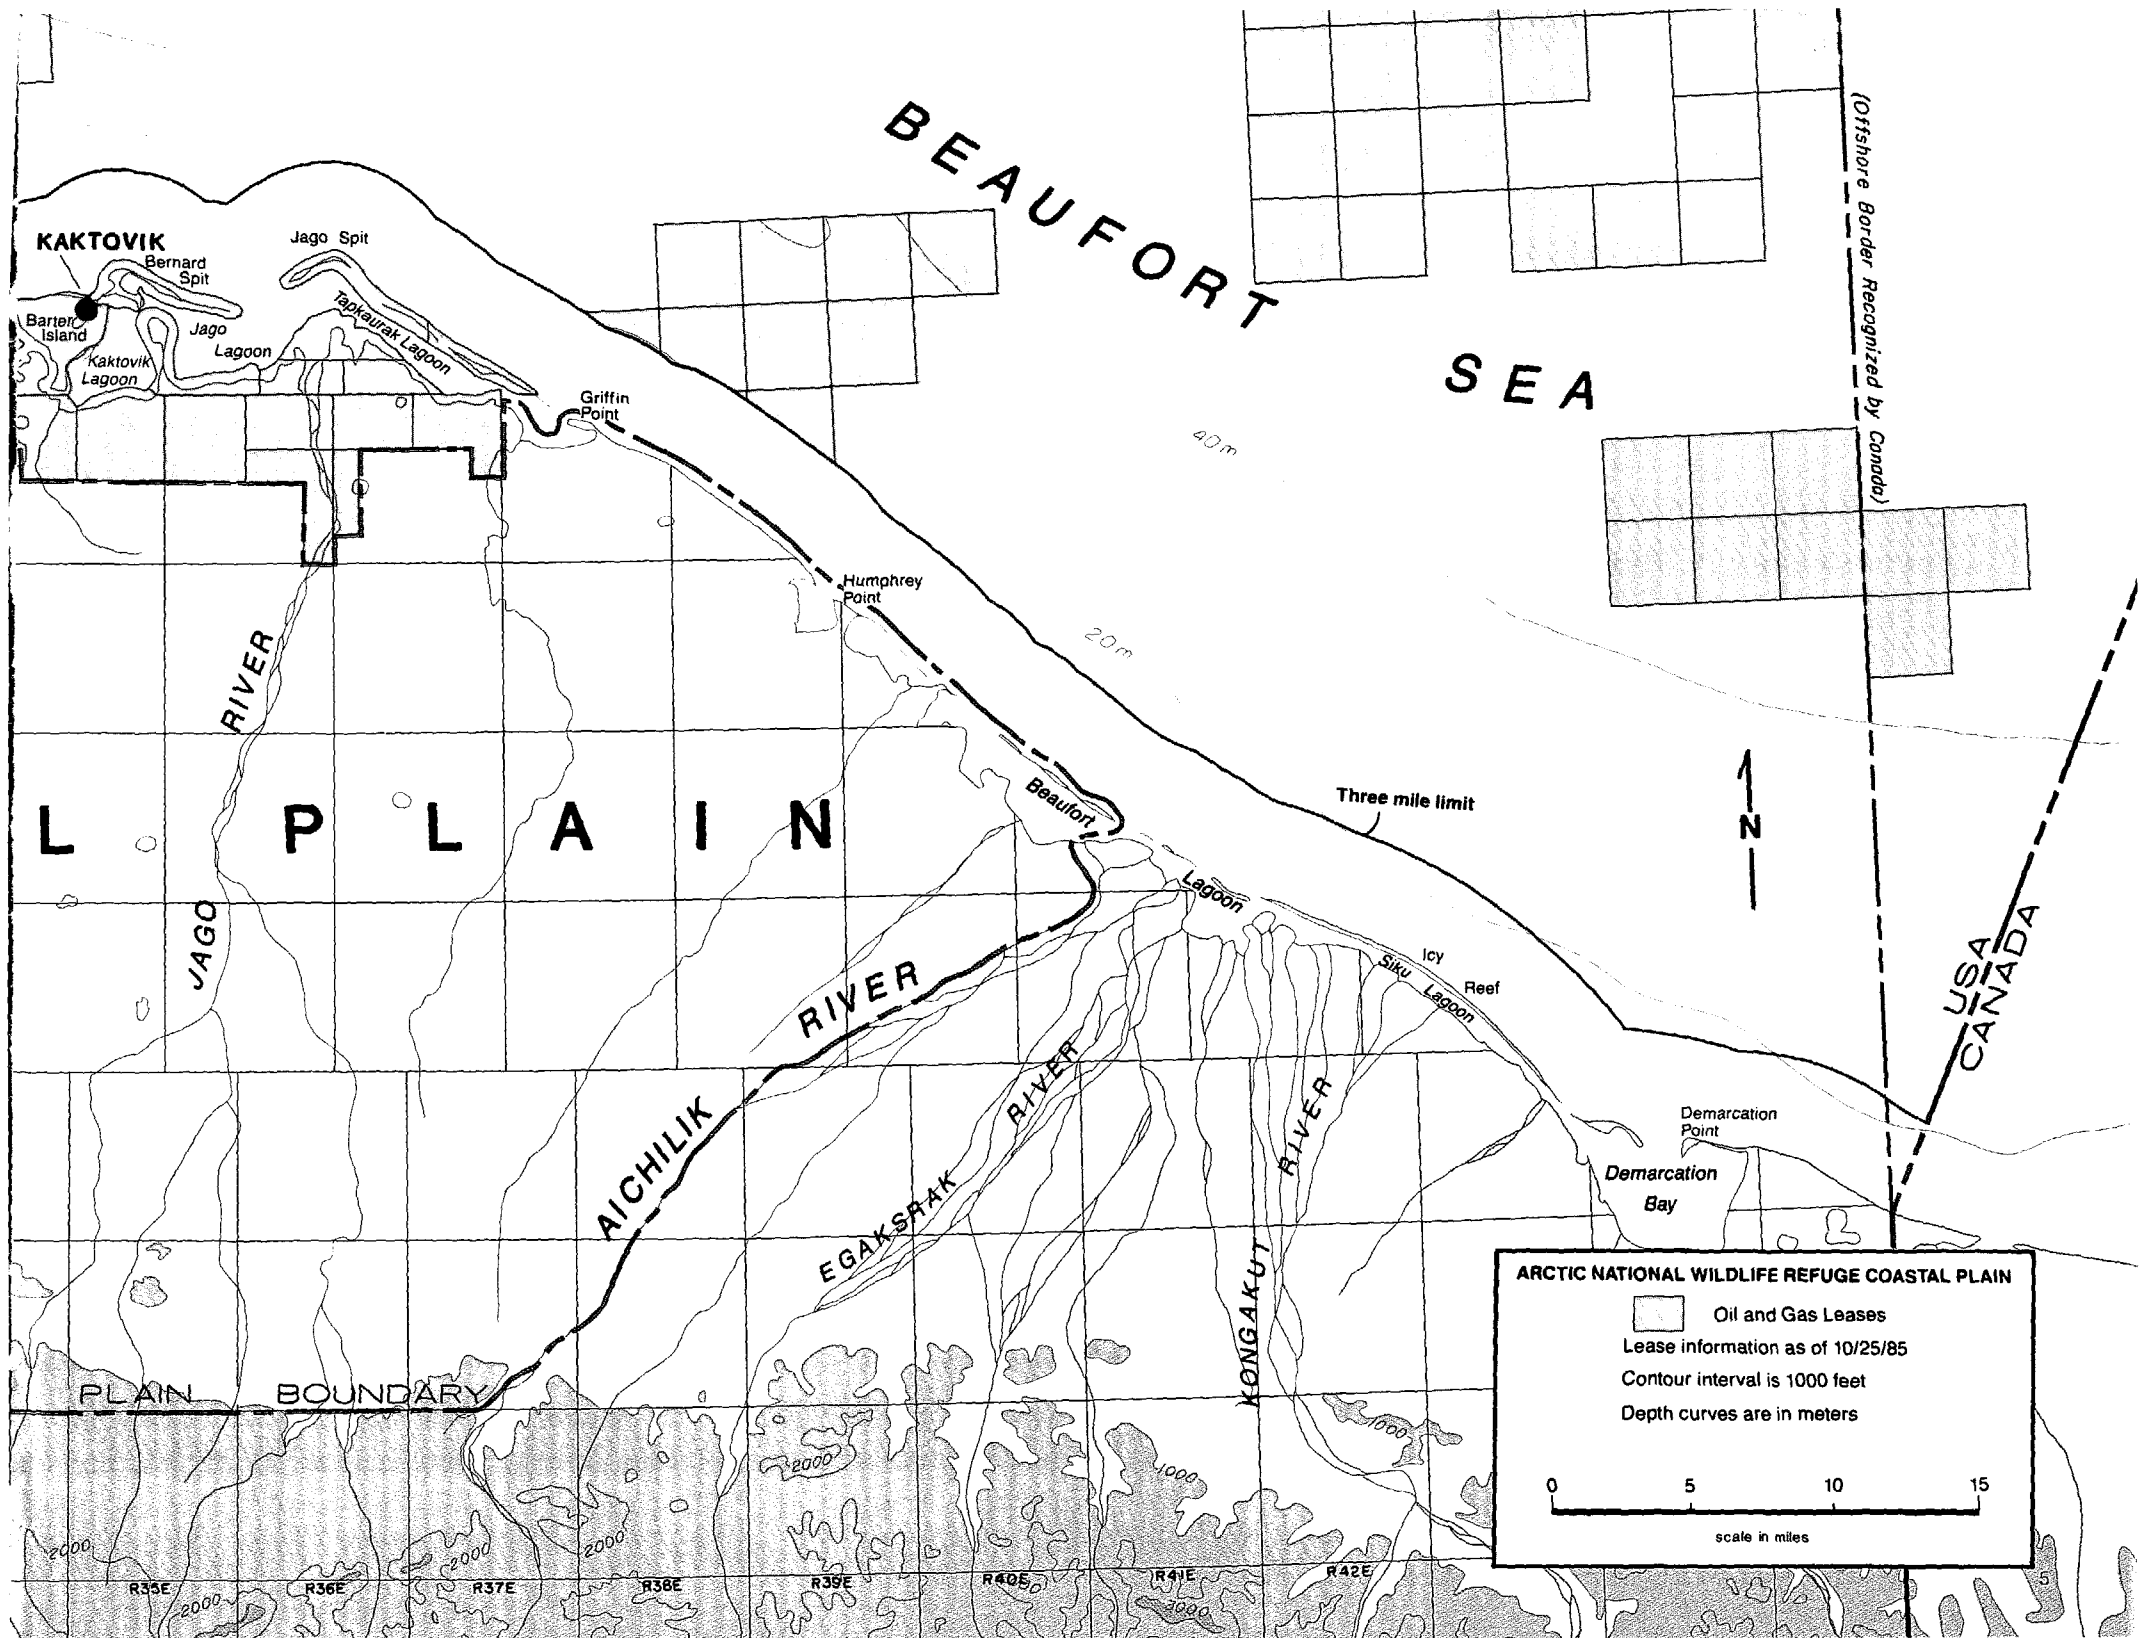 BEAUFORT
SEA
(Offshore Border Recognized by Canada)
KAKTOVIK
Bernard
Spit
Jago Spit
Barter
Island
Jago
Lagoon
Kaktovik
Lagoon
Tapkaurak Lagoon
Griffin
Point
40 m
Humphrey
Point
20 m
JAGO RIVER
L PLAIN
Beaufort
Lagoon
Three mile limit
N
USA
CANADA
Icy
Reef
Siku
Lagoon
AICHILIK RIVER
EGAKSRAK RIVER
KONGAKUT RIVER
Demarcation
Point
Demarcation
Bay
PLAIN BOUNDARY
ARCTIC NATIONAL WILDLIFE REFUGE COASTAL PLAIN
Oil and Gas Leases
Lease information as of 10/25/85
Contour interval is 1000 feet
Depth curves are in meters
0 5 10 15
scale in miles
1000
2000
1000
2000
2000
2000
2000
R35E R36E R37E R38E R39E R40E R41E R42E
5